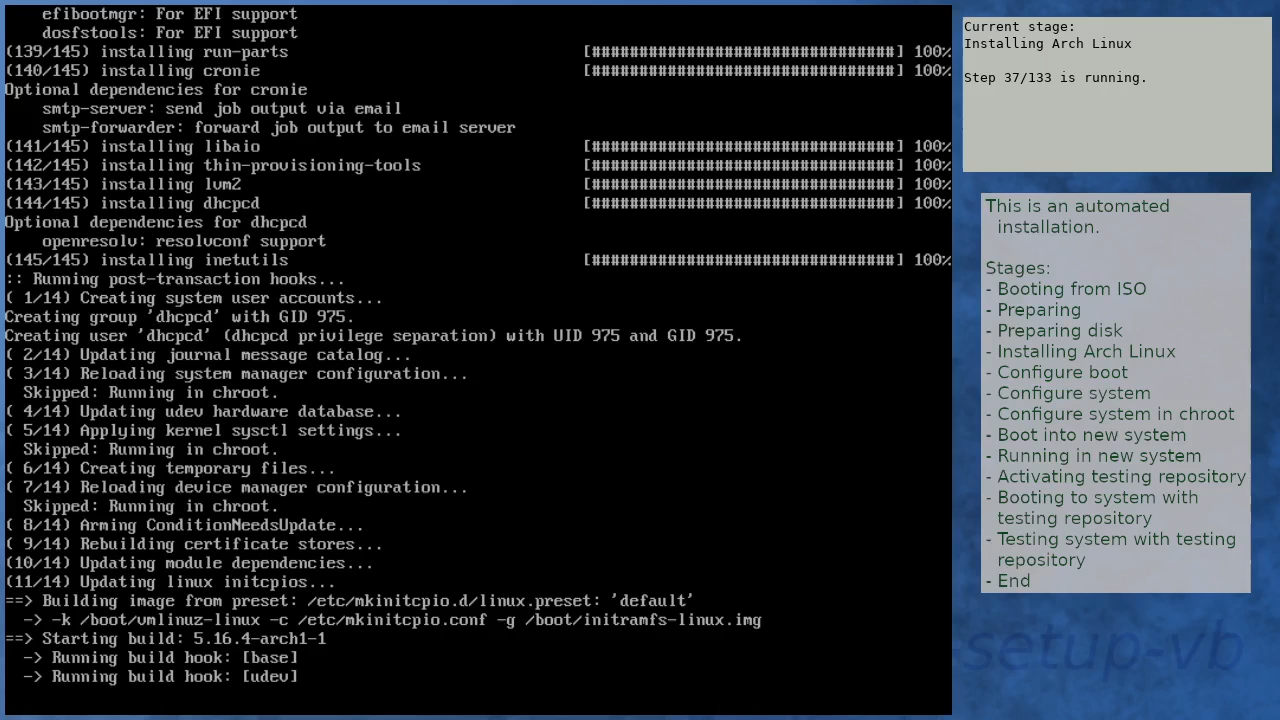 efibootmgr: For EFI support
    dosfstools: For EFI support
(139/145) installing run-parts [################################] 100%
(140/145) installing cronie [################################] 100%
Optional dependencies for cronie
    smtp-server: send job output via email
    smtp-forwarder: forward job output to email server
(141/145) installing libaio [################################] 100%
(142/145) installing thin-provisioning-tools [################################] 100%
(143/145) installing lvm2 [################################] 100%
(144/145) installing dhcpcd [################################] 100%
Optional dependencies for dhcpcd
    openresolv: resolvconf support
(145/145) installing inetutils [################################] 100%
:: Running post-transaction hooks...
( 1/14) Creating system user accounts...
Creating group 'dhcpcd' with GID 975.
Creating user 'dhcpcd' (dhcpcd privilege separation) with UID 975 and GID 975.
( 2/14) Updating journal message catalog...
( 3/14) Reloading system manager configuration...
  Skipped: Running in chroot.
( 4/14) Updating udev hardware database...
( 5/14) Applying kernel sysctl settings...
  Skipped: Running in chroot.
( 6/14) Creating temporary files...
( 7/14) Reloading device manager configuration...
  Skipped: Running in chroot.
( 8/14) Arming ConditionNeedsUpdate...
( 9/14) Rebuilding certificate stores...
(10/14) Updating module dependencies...
(11/14) Updating linux initcpios...
==> Building image from preset: /etc/mkinitcpio.d/linux.preset: 'default'
  -> -k /boot/vmlinuz-linux -c /etc/mkinitcpio.conf -g /boot/initramfs-linux.img
==> Starting build: 5.16.4-arch1-1
  -> Running build hook: [base]
  -> Running build hook: [udev]
Current stage:
Installing Arch Linux
Step 37/133 is running.
This is an automated
installation.
Stages:
- Booting from ISO
- Preparing
- Preparing disk
- Installing Arch Linux
- Configure boot
- Configure system
- Configure system in chroot
- Boot into new system
- Running in new system
- Activating testing repository
- Booting to system with
testing repository
- Testing system with testing
repository
- End
setup-vb